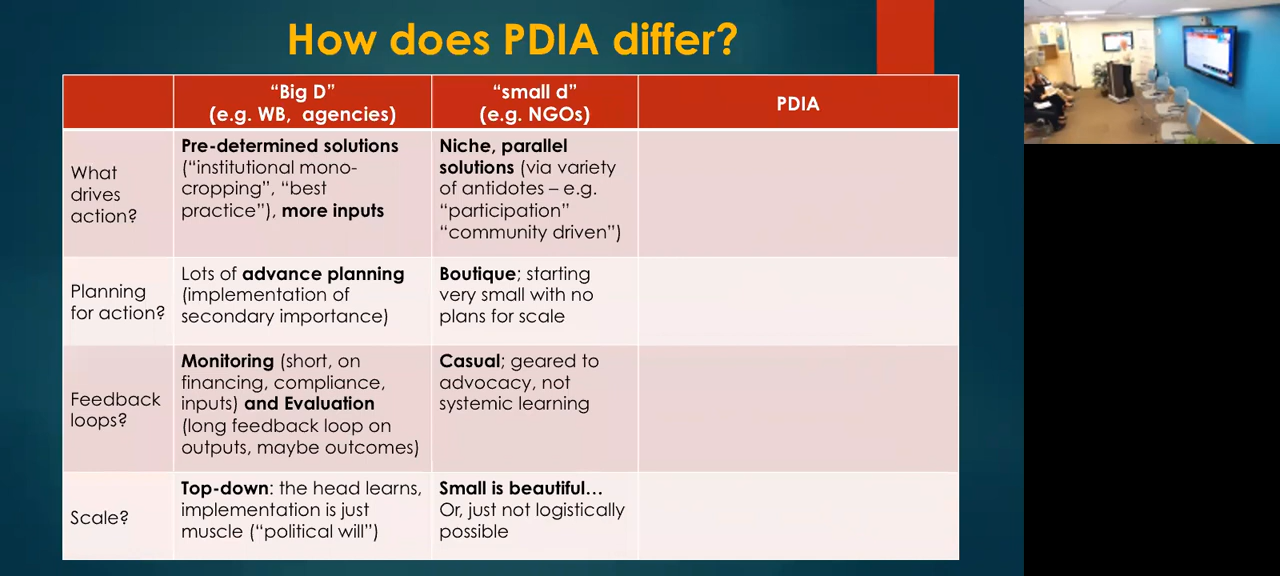 How does PDIA differ?
“Big D”
(e.g. WB, agencies)
“small d”
(e.g. NGOs)
PDIA
What
drives
action?
Pre-determined solutions
(“institutional mono-
cropping”, “best
practice”), more inputs
Niche, parallel
solutions (via variety
of antidotes – e.g.
“participation”
“community driven”)
Planning
for action?
Lots of advance planning
(implementation of
secondary importance)
Boutique; starting
very small with no
plans for scale
Feedback
loops?
Monitoring (short, on
financing, compliance,
inputs) and Evaluation
(long feedback loop on
outputs, maybe outcomes)
Casual; geared to
advocacy, not
systemic learning
Scale?
Top-down: the head learns,
implementation is just
muscle (“political will”)
Small is beautiful…
Or, just not logistically
possible